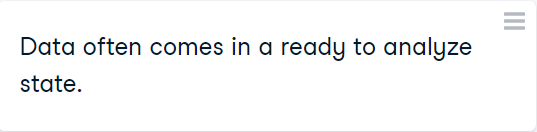 Data often comes in a ready to analyze
state.